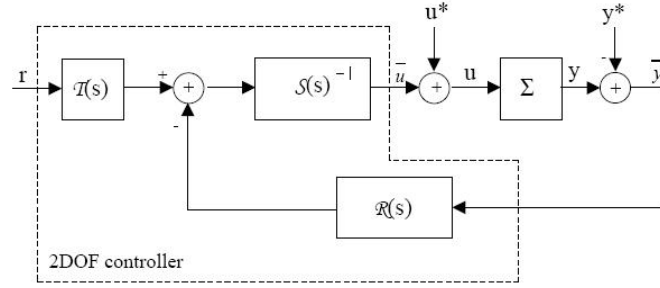 u*
y*
r
𝒯(s)
+
+
-
𝒮(s)⁻¹
u̅
+
u
Σ
y
-
+
y̅
ℛ(s)
2DOF controller